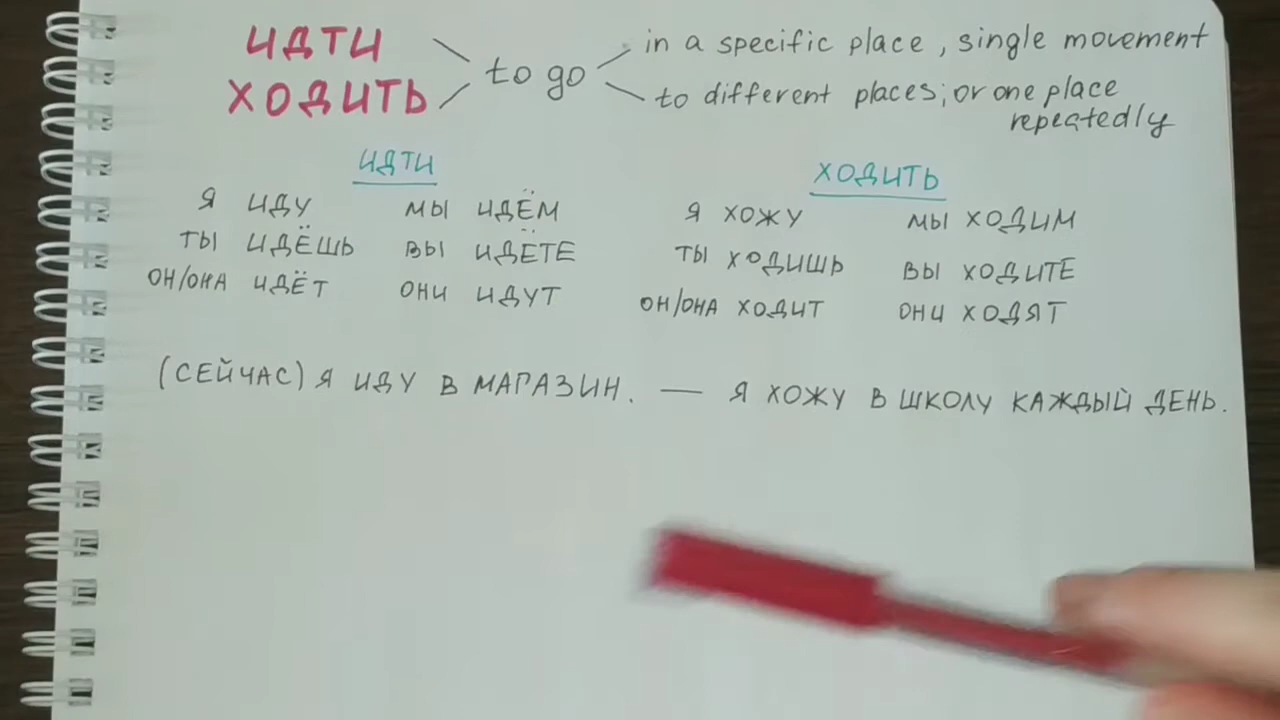 ИДТИ
ХОДИТЬ
to go
in a specific place, single movement
to different places; or one place
repeatedly
ИДТИ
Я ИДУ МЫ ИДЁМ
ТЫ ИДЁШЬ ВЫ ИДЁТЕ
ОН/ОНА ИДЁТ ОНИ ИДУТ
ХОДИТЬ
Я ХОЖУ МЫ ХОДИМ
ТЫ ХОДИШЬ ВЫ ХОДИТЕ
ОН/ОНА ХОДИТ ОНИ ХОДЯТ
(СЕЙЧАС) Я ИДУ В МАГАЗИН. — Я ХОЖУ В ШКОЛУ КАЖДЫЙ ДЕНЬ.